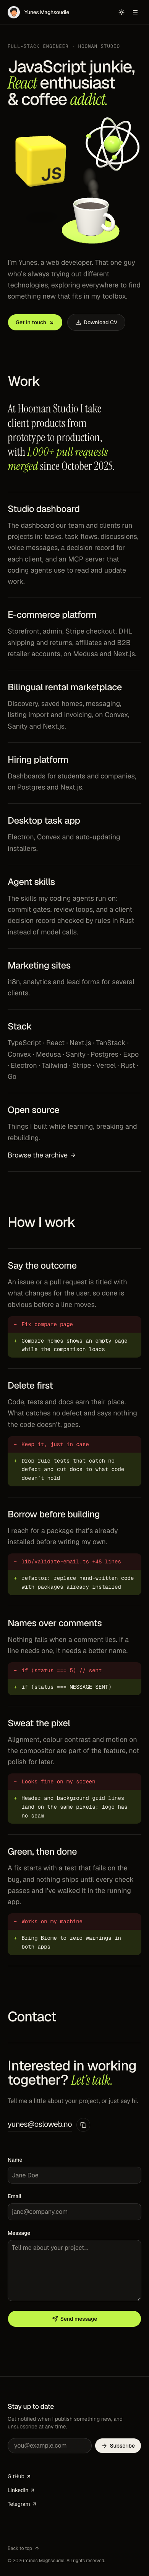 Yunes Maghsoudie
FULL-STACK ENGINEER · HOOMAN STUDIO
JavaScript junkie,
React enthusiast
& coffee addict.
JS
I'm Yunes, a web developer. That one guy
who's always trying out different
technologies, exploring everywhere to find
something new that fits in my toolbox.
Get in touch
Download CV
Work
At Hooman Studio I take
client products from
prototype to production,
with 1,000+ pull requests
merged since October 2025.
Studio dashboard
The dashboard our team and clients run
projects in: tasks, task flows, discussions,
voice messages, a decision record for
each client, and an MCP server that
coding agents use to read and update
work.
E-commerce platform
Storefront, admin, Stripe checkout, DHL
shipping and returns, affiliates and B2B
retailer accounts, on Medusa and Next.js.
Bilingual rental marketplace
Discovery, saved homes, messaging,
listing import and invoicing, on Convex,
Sanity and Next.js.
Hiring platform
Dashboards for students and companies,
on Postgres and Next.js.
Desktop task app
Electron, Convex and auto-updating
installers.
Agent skills
The skills my coding agents run on:
commit gates, review loops, and a client
decision record checked by rules in Rust
instead of model calls.
Marketing sites
i18n, analytics and lead forms for several
clients.
Stack
TypeScript · React · Next.js · TanStack ·
Convex · Medusa · Sanity · Postgres · Expo
· Electron · Tailwind · Stripe · Vercel · Rust ·
Go
Open source
Things I built while learning, breaking and
rebuilding.
Browse the archive →
How I work
Say the outcome
An issue or a pull request is titled with
what changes for the user, so done is
obvious before a line moves.
- Fix compare page
+ Compare homes shows an empty page
while the comparison loads
Delete first
Code, tests and docs earn their place.
What catches no defect and says nothing
the code doesn't, goes.
- Keep it, just in case
+ Drop rule tests that catch no
defect and cut docs to what code
doesn't hold
Borrow before building
I reach for a package that's already
installed before writing my own.
- lib/validate-email.ts +48 lines
+ refactor: replace hand-written code
with packages already installed
Names over comments
Nothing fails when a comment lies. If a
line needs one, it needs a better name.
- if (status === 5) // sent
+ if (status === MESSAGE_SENT)
Sweat the pixel
Alignment, colour contrast and motion on
the compositor are part of the feature, not
polish for later.
- Looks fine on my screen
+ Header and background grid lines
land on the same pixels; logo has
no seam
Green, then done
A fix starts with a test that fails on the
bug, and nothing ships until every check
passes and I've walked it in the running
app.
- Works on my machine
+ Bring Biome to zero warnings in
both apps
Contact
Interested in working
together? Let's talk.
Tell me a little about your project, or just say hi.
yunes@osloweb.no
Name
Jane Doe
Email
jane@company.com
Message
Tell me about your project...
Send message
Stay up to date
Get notified when I publish something new, and
unsubscribe at any time.
you@example.com
→ Subscribe
GitHub ↗
LinkedIn ↗
Telegram ↗
Back to top ↑
© 2026 Yunes Maghsoudie. All rights reserved.